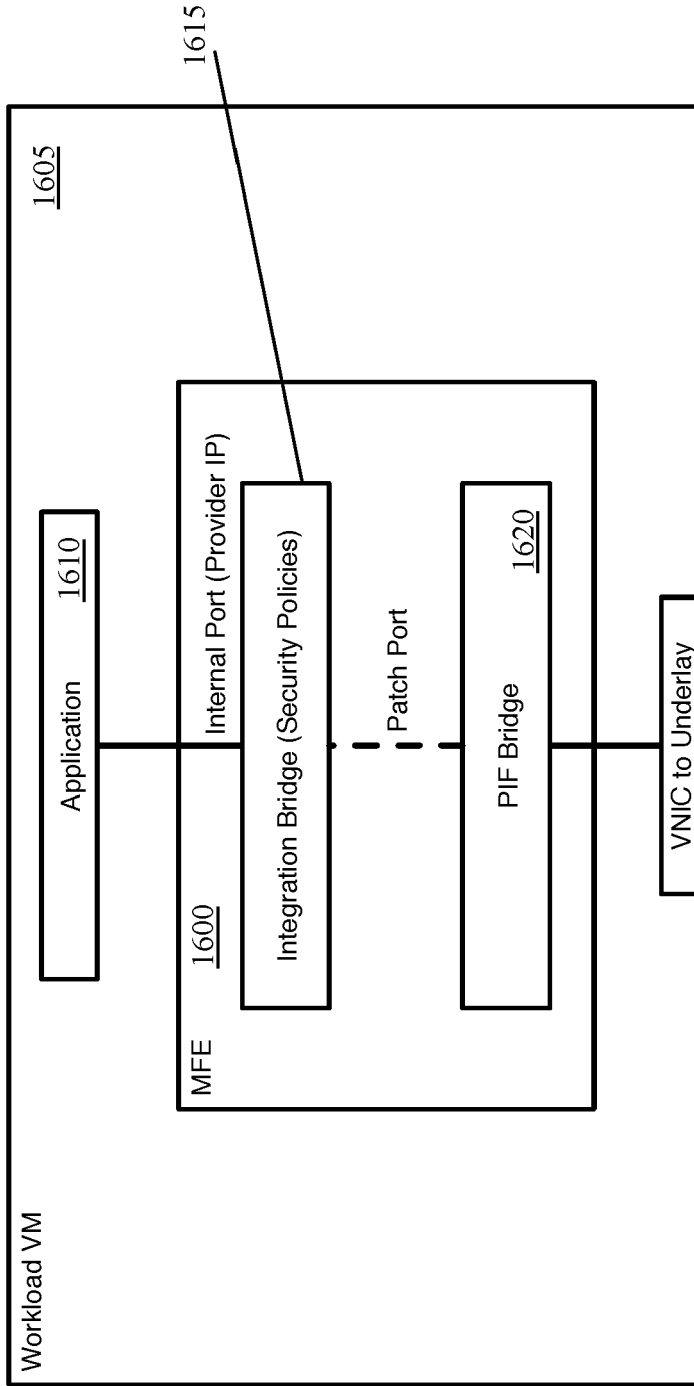 Workload VM
1605
Application
1610
MFE
1600
Internal Port (Provider IP)
Integration Bridge (Security Policies)
1615
Patch Port
PIF Bridge
1620
VNIC to Underlay